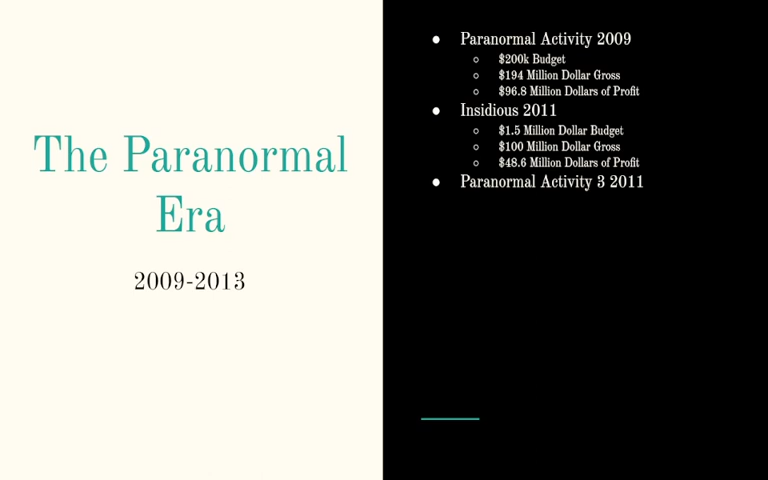 The Paranormal
Era
2009-2013
Paranormal Activity 2009
$200k Budget
$194 Million Dollar Gross
$96.8 Million Dollars of Profit
Insidious 2011
$1.5 Million Dollar Budget
$100 Million Dollar Gross
$48.6 Million Dollars of Profit
Paranormal Activity 3 2011